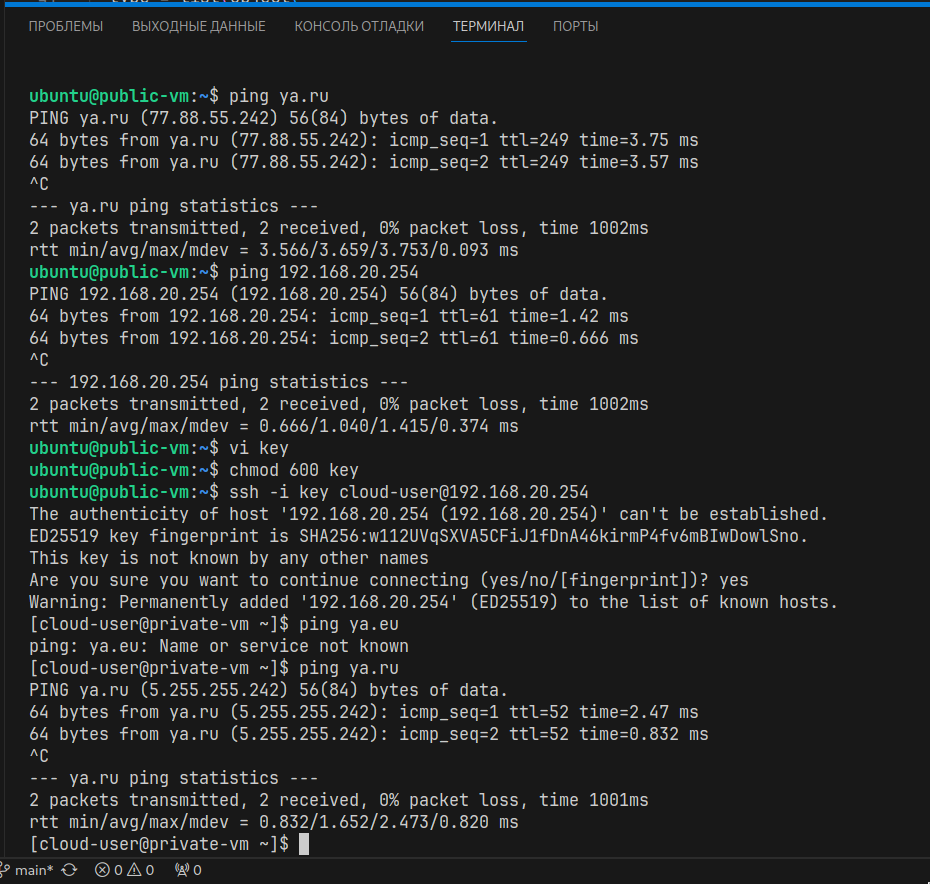 ПРОБЛЕМЫ ВЫХОДНЫЕ ДАННЫЕ КОНСОЛЬ ОТЛАДКИ ТЕРМИНАЛ ПОРТЫ
ubuntu@public-vm:~$ ping ya.ru
PING ya.ru (77.88.55.242) 56(84) bytes of data.
64 bytes from ya.ru (77.88.55.242): icmp_seq=1 ttl=249 time=3.75 ms
64 bytes from ya.ru (77.88.55.242): icmp_seq=2 ttl=249 time=3.57 ms
^C
--- ya.ru ping statistics ---
2 packets transmitted, 2 received, 0% packet loss, time 1002ms
rtt min/avg/max/mdev = 3.566/3.659/3.753/0.093 ms
ubuntu@public-vm:~$ ping 192.168.20.254
PING 192.168.20.254 (192.168.20.254) 56(84) bytes of data.
64 bytes from 192.168.20.254: icmp_seq=1 ttl=61 time=1.42 ms
64 bytes from 192.168.20.254: icmp_seq=2 ttl=61 time=0.666 ms
^C
--- 192.168.20.254 ping statistics ---
2 packets transmitted, 2 received, 0% packet loss, time 1002ms
rtt min/avg/max/mdev = 0.666/1.040/1.415/0.374 ms
ubuntu@public-vm:~$ vi key
ubuntu@public-vm:~$ chmod 600 key
ubuntu@public-vm:~$ ssh -i key cloud-user@192.168.20.254
The authenticity of host '192.168.20.254 (192.168.20.254)' can't be established.
ED25519 key fingerprint is SHA256:w112UVqSXVA5CFiJ1fDnA46kirmP4fv6mBIwDowlSno.
This key is not known by any other names
Are you sure you want to continue connecting (yes/no/[fingerprint])? yes
Warning: Permanently added '192.168.20.254' (ED25519) to the list of known hosts.
[cloud-user@private-vm ~]$ ping ya.eu
ping: ya.eu: Name or service not known
[cloud-user@private-vm ~]$ ping ya.ru
PING ya.ru (5.255.255.242) 56(84) bytes of data.
64 bytes from ya.ru (5.255.255.242): icmp_seq=1 ttl=52 time=2.47 ms
64 bytes from ya.ru (5.255.255.242): icmp_seq=2 ttl=52 time=0.832 ms
^C
--- ya.ru ping statistics ---
2 packets transmitted, 2 received, 0% packet loss, time 1001ms
rtt min/avg/max/mdev = 0.832/1.652/2.473/0.820 ms
[cloud-user@private-vm ~]$
main* 0 0 0